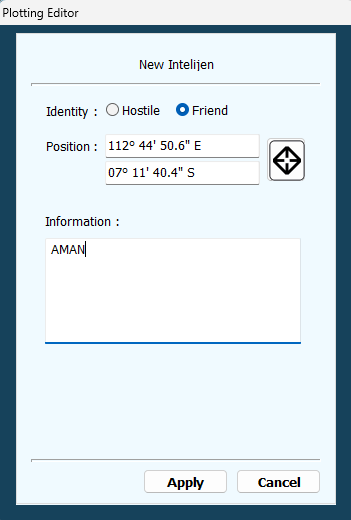 Plotting Editor
New Intelijen
Identity : Hostile Friend
Position : 112° 44' 50.6" E
07° 11' 40.4" S
Information :
AMAN
Apply Cancel